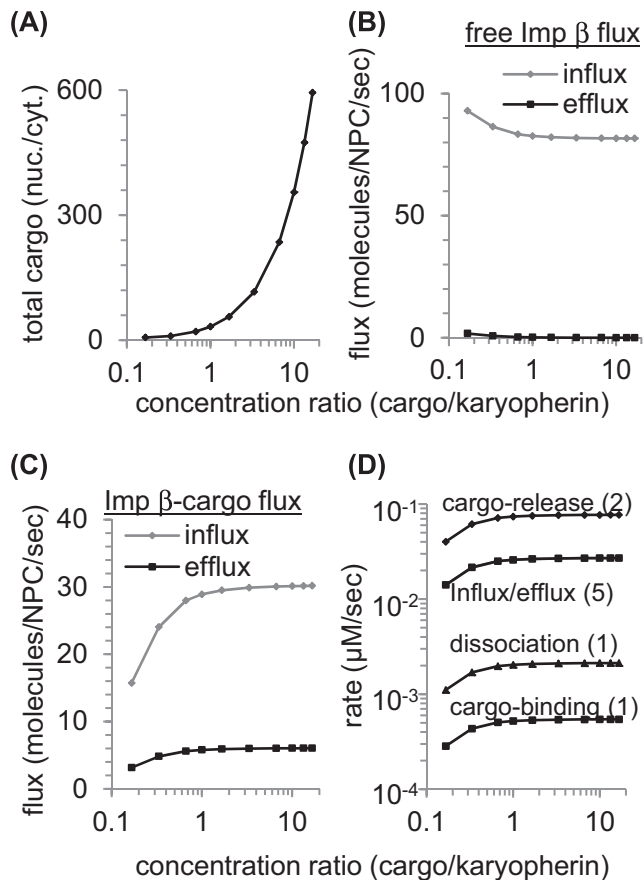 (A)
total cargo (nuc./cyt.)
600
300
0
0.1
1
10
(B)
free Imp β flux
influx
efflux
flux (molecules/NPC/sec)
100
50
0
0.1
1
10
concentration ratio (cargo/karyopherin)
(C)
Imp β-cargo flux
influx
efflux
flux (molecules/NPC/sec)
40
30
20
10
0
0.1
1
10
(D)
rate (µM/sec)
10-1
10-2
10-3
10-4
cargo-release (2)
Influx/efflux (5)
dissociation (1)
cargo-binding (1)
0.1
1
10
concentration ratio (cargo/karyopherin)